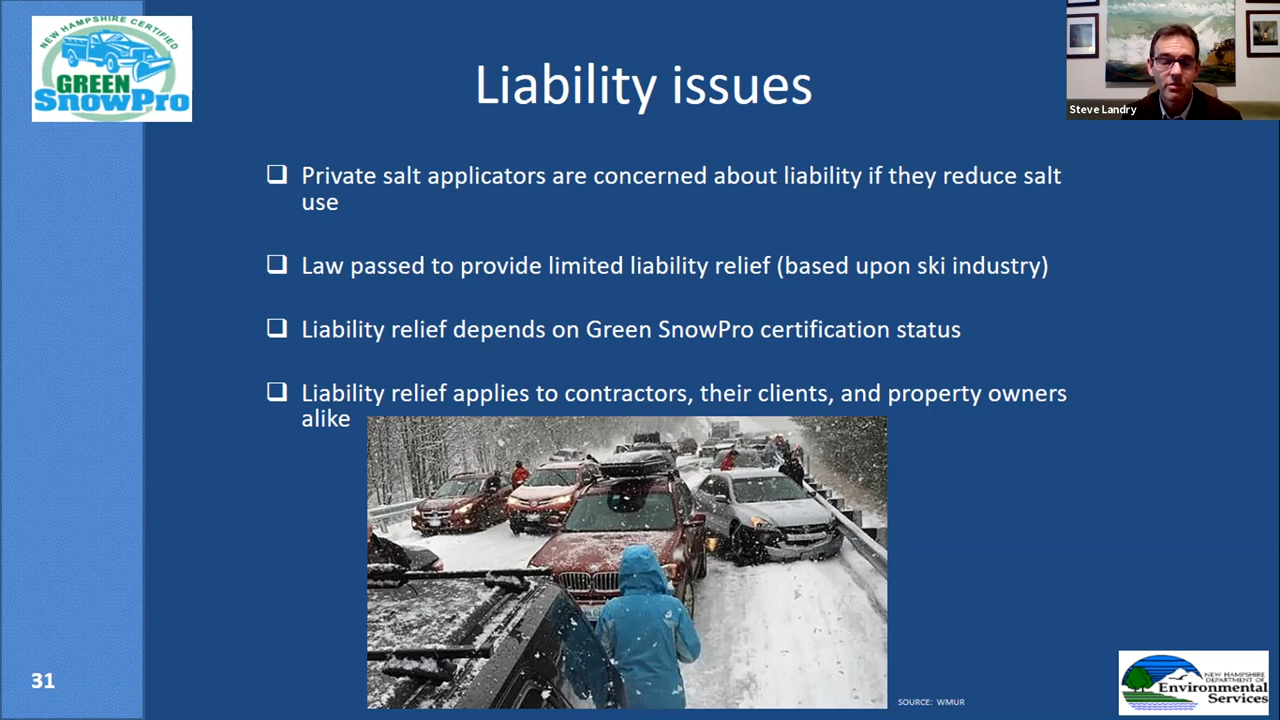 NEW HAMPSHIRE CERTIFIED
GREEN
SnowPro
Liability issues
Steve Landry
Private salt applicators are concerned about liability if they reduce salt
use
Law passed to provide limited liability relief (based upon ski industry)
Liability relief depends on Green SnowPro certification status
Liability relief applies to contractors, their clients, and property owners
alike
31
SOURCE: WMUR
NEW HAMPSHIRE
DEPARTMENT OF
Environmental
Services